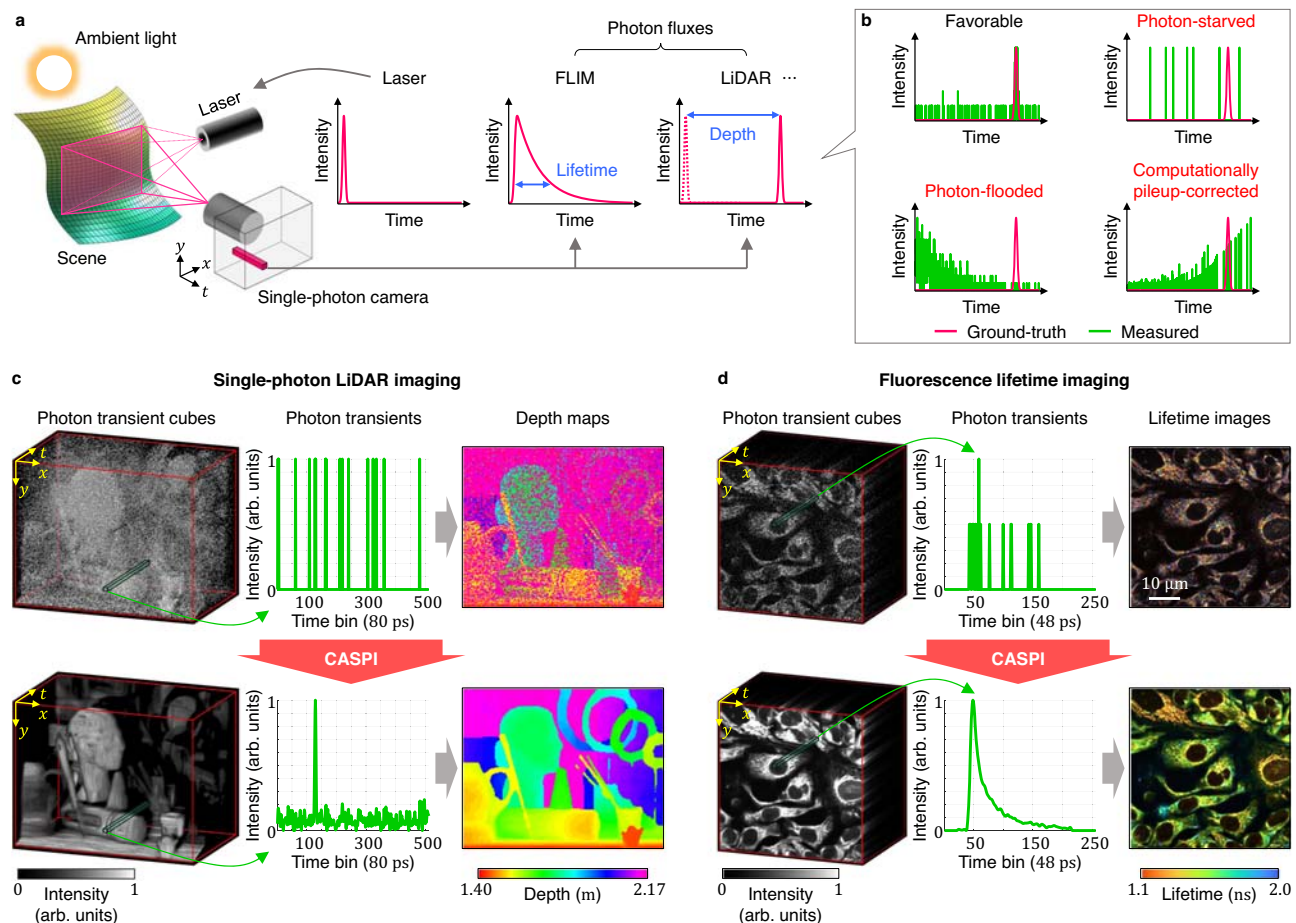 a
Ambient light
Laser
Scene
y
x
t
Single-photon camera
Photon fluxes
Laser
FLIM
LiDAR ...
Intensity
Time
Intensity
Lifetime
Time
Intensity
Depth
Time
b
Favorable
Intensity
Time
Photon-starved
Intensity
Time
Photon-flooded
Intensity
Time
Computationally
pileup-corrected
Intensity
Time
Ground-truth
Measured
c
Single-photon LiDAR imaging
Photon transient cubes
Photon transients
Depth maps
t
x
y
Intensity (arb. units)
1
0
100
300
500
Time bin (80 ps)
CASPI
t
x
y
Intensity (arb. units)
1
0
100
300
500
Time bin (80 ps)
0
1
Intensity
(arb. units)
1.40
Depth (m)
2.17
d
Fluorescence lifetime imaging
Photon transient cubes
Photon transients
Lifetime images
t
x
y
Intensity (arb. units)
1
0
50
150
250
Time bin (48 ps)
10 μm
CASPI
t
x
y
Intensity (arb. units)
1
0
50
150
250
Time bin (48 ps)
0
1
Intensity
(arb. units)
1.1
Lifetime (ns)
2.0